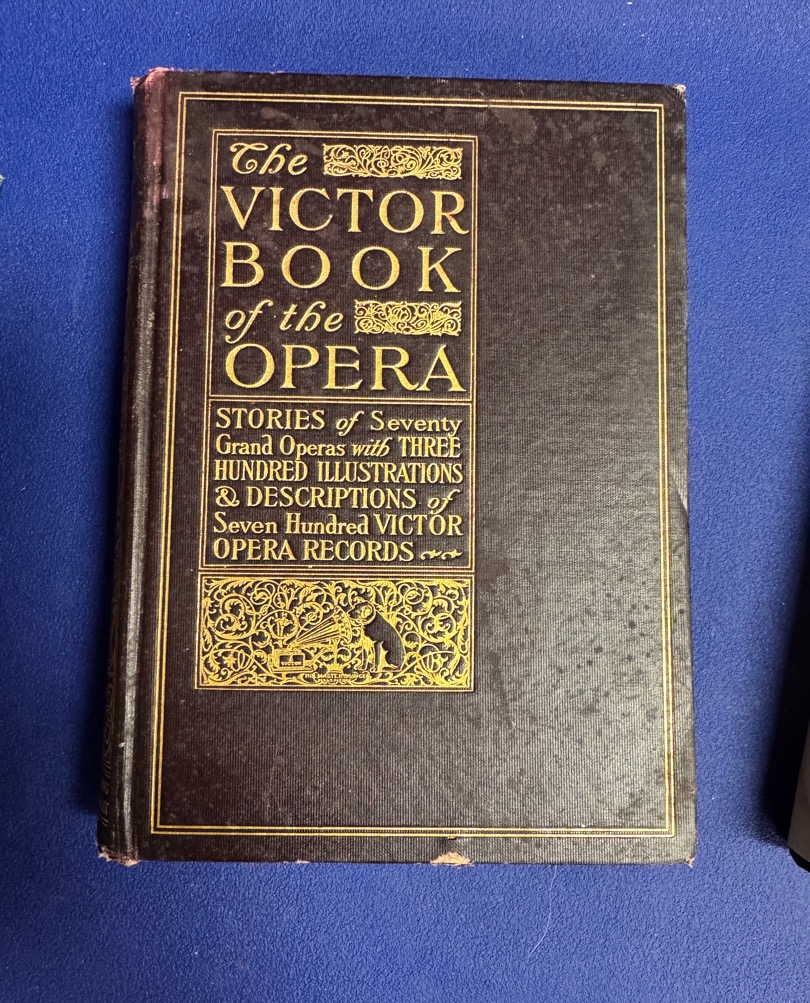 The
VICTOR
BOOK
of the
OPERA
STORIES of Seventy
Grand Operas with THREE
HUNDRED ILLUSTRATIONS
& DESCRIPTIONS of
Seven Hundred VICTOR
OPERA RECORDS
VICTOR
HIS MASTER'S VOICE